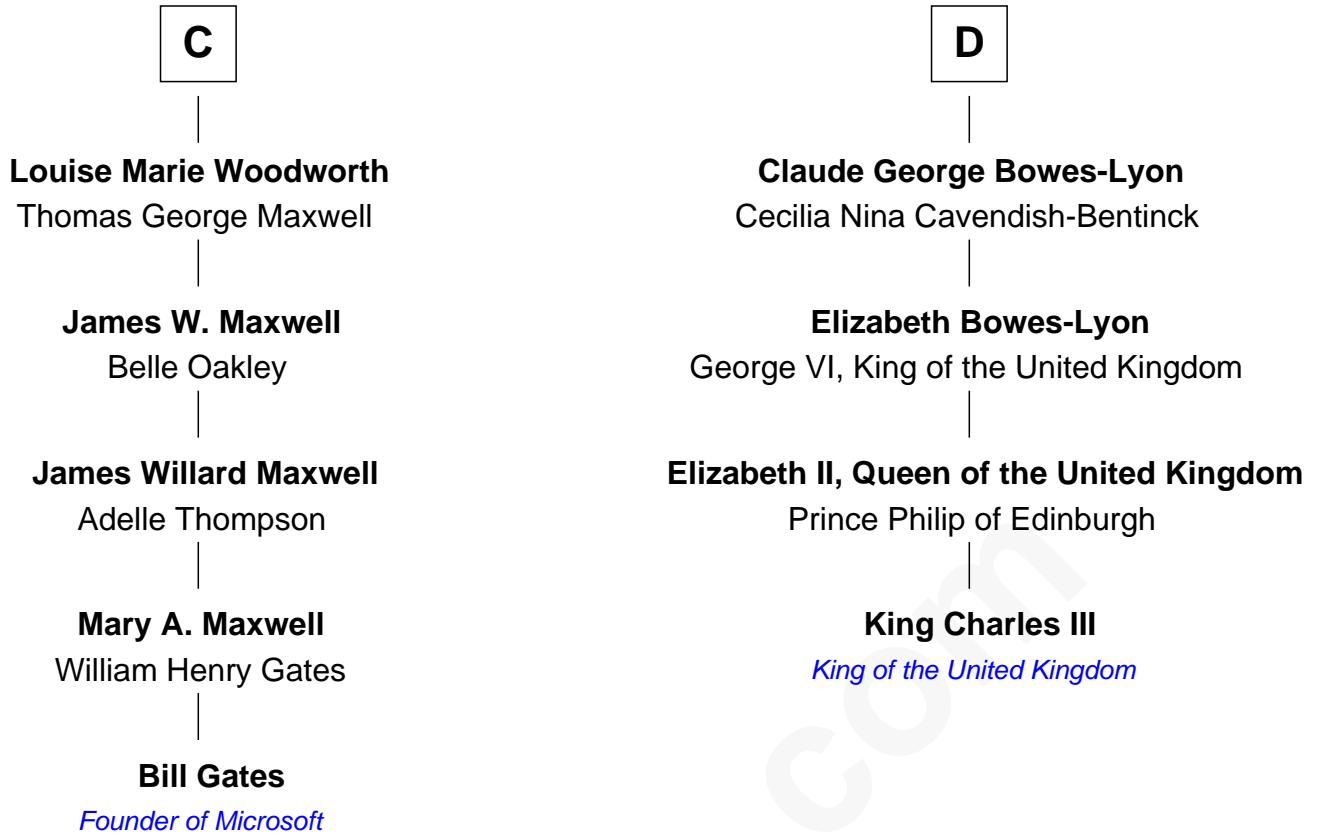 C
Louise Marie Woodworth
Thomas George Maxwell
James W. Maxwell
Belle Oakley
James Willard Maxwell
Adelle Thompson
Mary A. Maxwell
William Henry Gates
Bill Gates
Founder of Microsoft
D
Claude George Bowes-Lyon
Cecilia Nina Cavendish-Bentinck
Elizabeth Bowes-Lyon
George VI, King of the United Kingdom
Elizabeth II, Queen of the United Kingdom
Prince Philip of Edinburgh
King Charles III
King of the United Kingdom
com